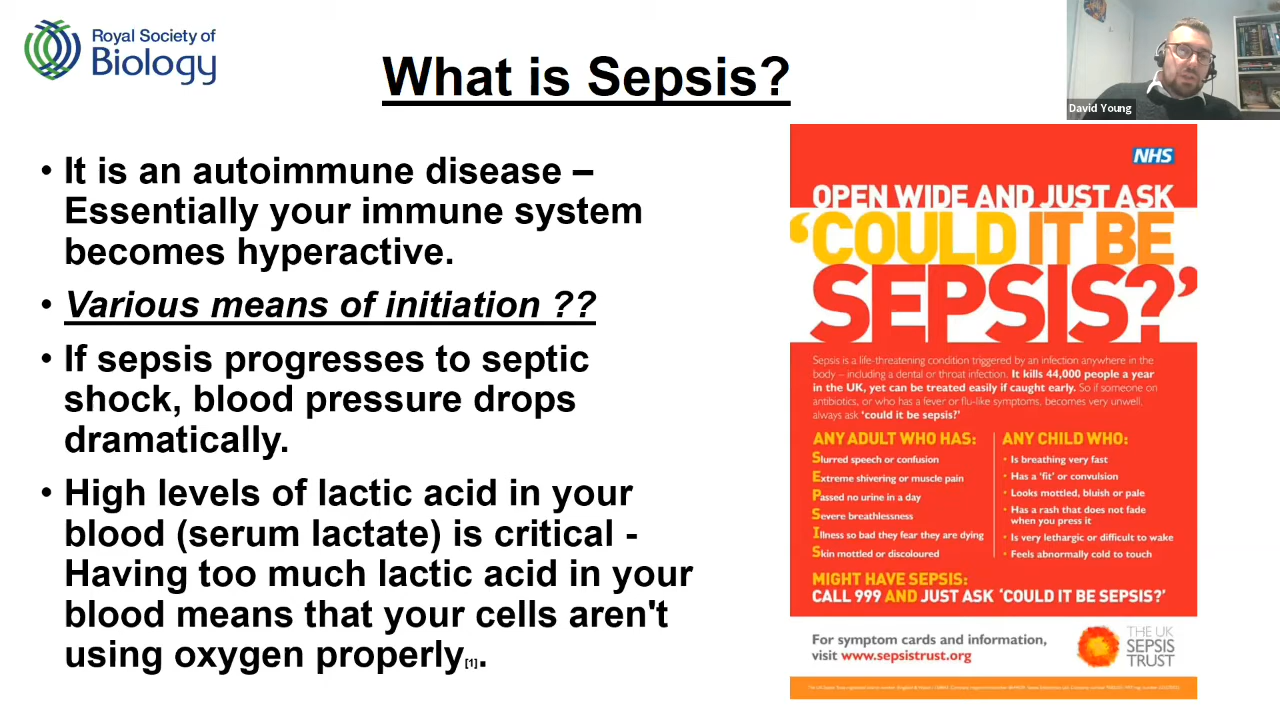 Royal Society of
Biology
What is Sepsis?
David Young
• It is an autoimmune disease –
Essentially your immune system
becomes hyperactive.
• Various means of initiation ??
• If sepsis progresses to septic
shock, blood pressure drops
dramatically.
• High levels of lactic acid in your
blood (serum lactate) is critical -
Having too much lactic acid in your
blood means that your cells aren't
using oxygen properly[1].
NHS
OPEN WIDE AND JUST ASK
‘COULD IT BE
SEPSIS?’
Sepsis is a life-threatening condition triggered by an infection anywhere in the
body – including a dental or throat infection. It kills 44,000 people a year
in the UK, yet can be treated easily if caught early. So if someone on
antibiotics, or who has a fever or flu-like symptoms, becomes very unwell,
always ask ‘could it be sepsis?’
ANY ADULT WHO HAS:
Slurred speech or confusion
Extreme shivering or muscle pain
Passed no urine in a day
Severe breathlessness
Illness so bad they fear they are dying
Skin mottled or discoloured
ANY CHILD WHO:
• Is breathing very fast
• Has a ‘fit’ or convulsion
• Looks mottled, bluish or pale
• Has a rash that does not fade
when you press it
• Is very lethargic or difficult to wake
• Feels abnormally cold to touch
MIGHT HAVE SEPSIS:
CALL 999 AND JUST ASK ‘COULD IT BE SEPSIS?’
For symptom cards and information,
visit www.sepsistrust.org
THE UK
SEPSIS
TRUST